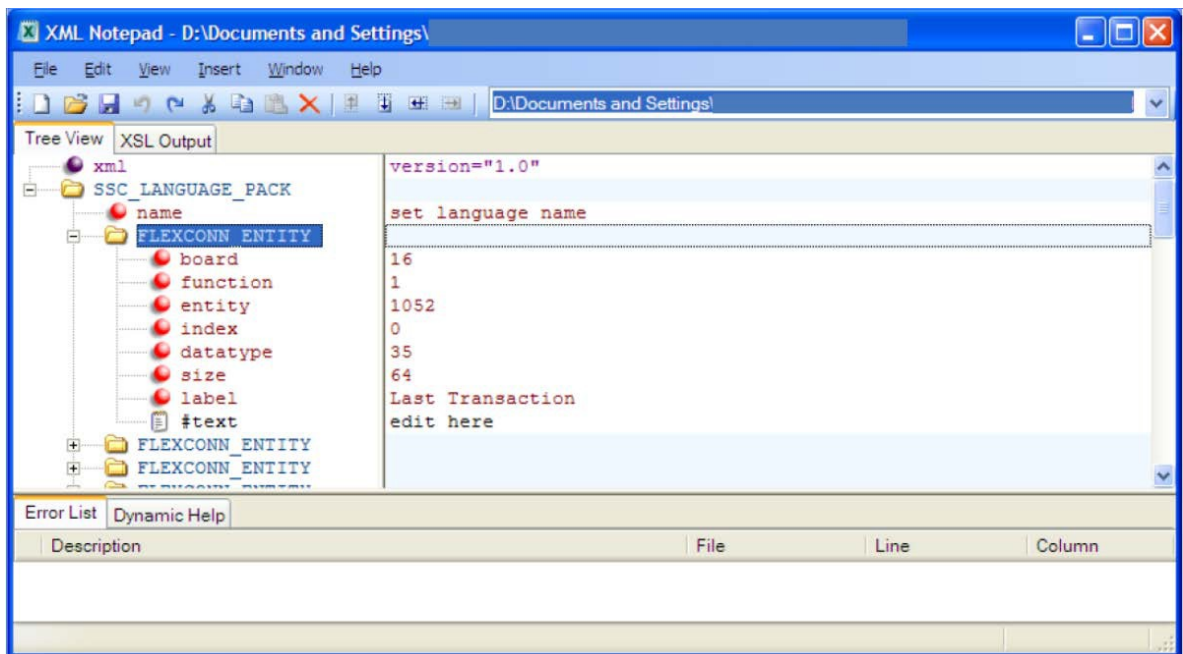 XML Notepad - D:\Documents and Settings\
File Edit View Insert Window Help
D:\Documents and Settings\
Tree View XSL Output
xml version="1.0"
SSC_LANGUAGE_PACK
name set language name
FLEXCONN_ENTITY
board 16
function 1
entity 1052
index 0
datatype 35
size 64
label Last Transaction
#text edit here
FLEXCONN_ENTITY
FLEXCONN_ENTITY
FLEXCONN_ENTITY
Error List Dynamic Help
Description File Line Column